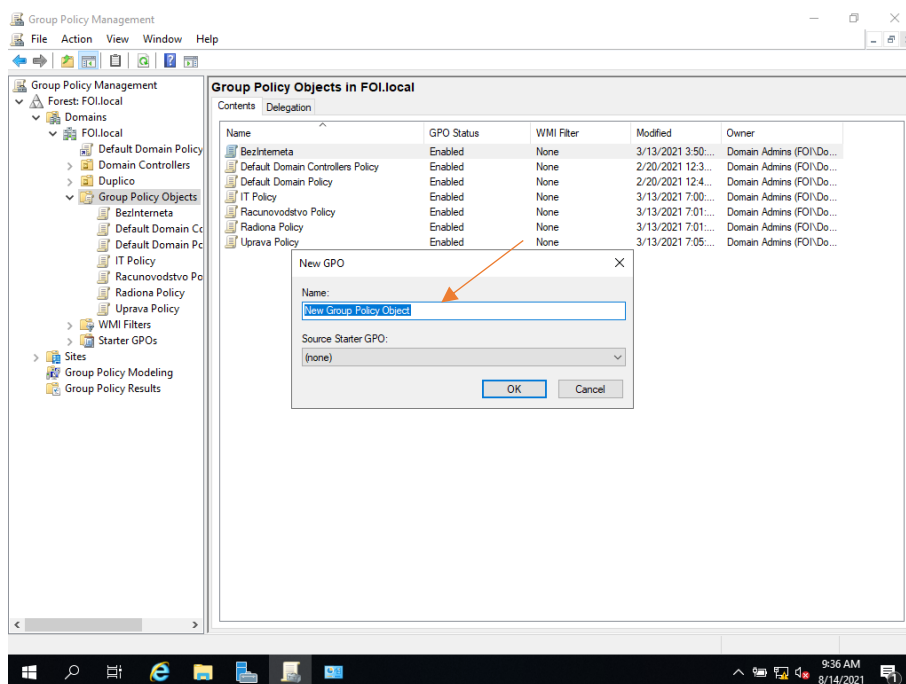 Group Policy Management
File Action View Window Help
Group Policy Management
Forest: FOI.local
Domains
FOI.local
Default Domain Policy
Domain Controllers
Duplico
Group Policy Objects
BezInterneta
Default Domain Cc
Default Domain Pc
IT Policy
Racunovodstvo Po
Radiona Policy
Uprava Policy
WMI Filters
Starter GPOs
Sites
Group Policy Modeling
Group Policy Results
Group Policy Objects in FOI.local
Contents Delegation
Name GPO Status WMI Filter Modified Owner
BezInterneta Enabled None 3/13/2021 3:50:... Domain Admins (FOI\Do...
Default Domain Controllers Policy Enabled None 2/20/2021 12:3... Domain Admins (FOI\Do...
Default Domain Policy Enabled None 2/20/2021 12:4... Domain Admins (FOI\Do...
IT Policy Enabled None 3/13/2021 7:00:... Domain Admins (FOI\Do...
Racunovodstvo Policy Enabled None 3/13/2021 7:01:... Domain Admins (FOI\Do...
Radiona Policy Enabled None 3/13/2021 7:01:... Domain Admins (FOI\Do...
Uprava Policy Enabled None 3/13/2021 7:05:... Domain Admins (FOI\Do...
New GPO
Name:
New Group Policy Object
Source Starter GPO:
(none)
OK Cancel
9:36 AM
8/14/2021
1